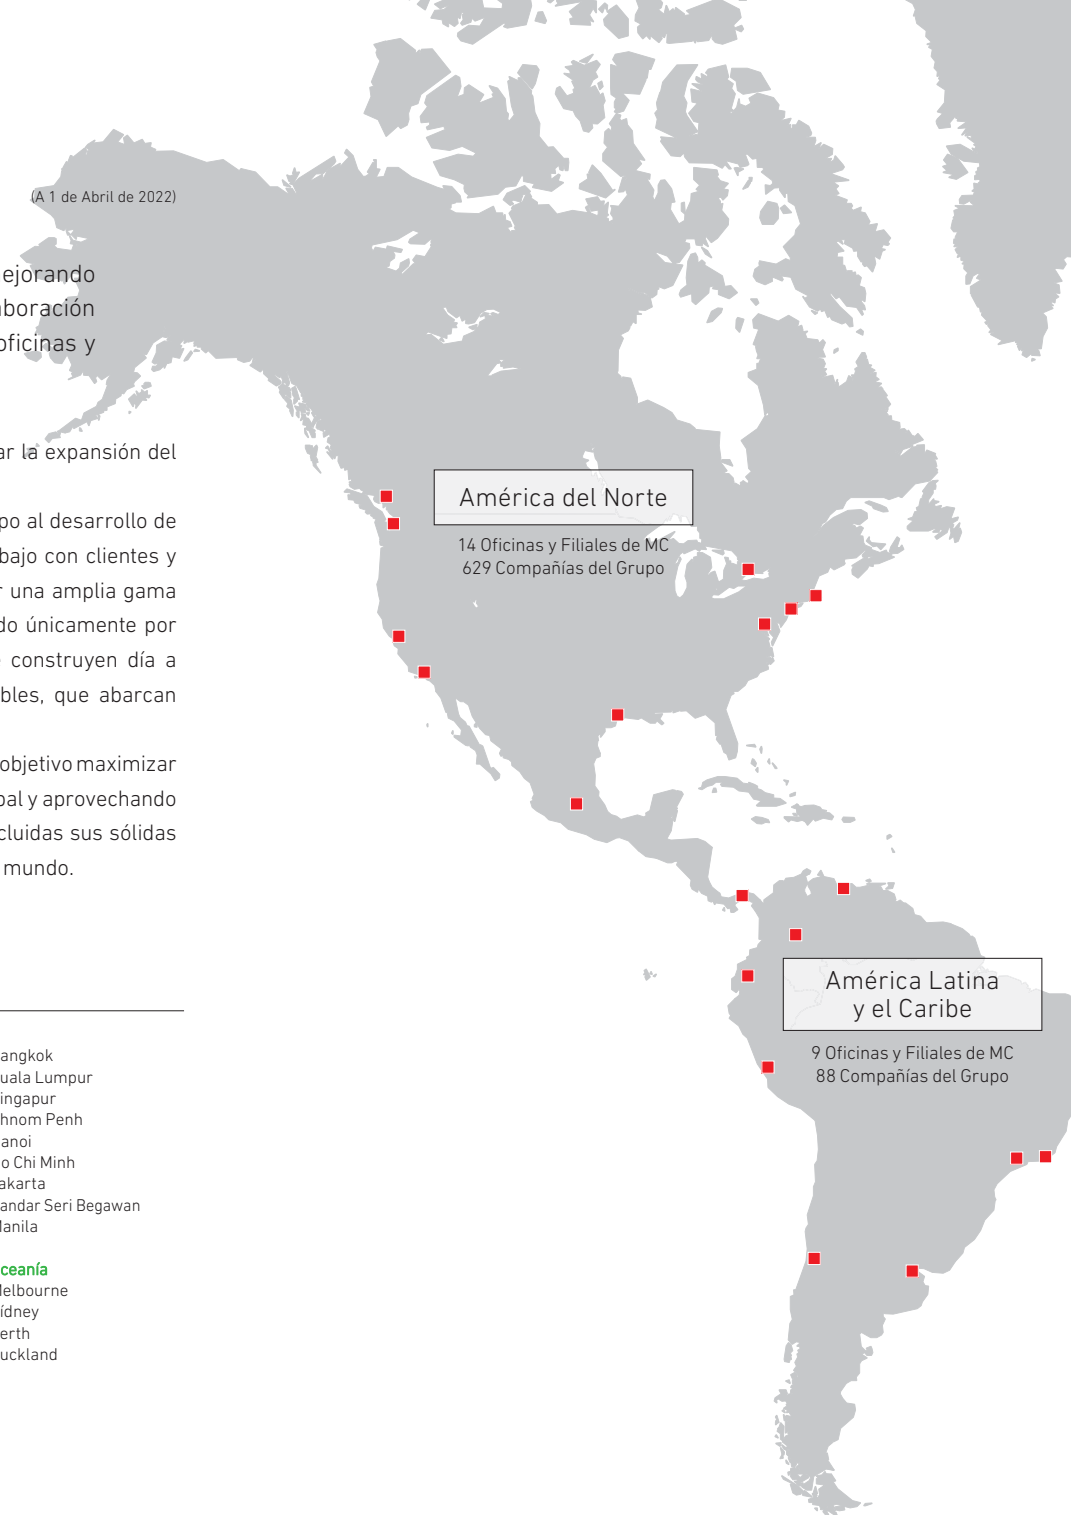 (A 1 de Abril de 2022)
ejorando
boración
oficinas y
ar la expansión del
po al desarrollo de
bajo con clientes y
una amplia gama
do únicamente por
construyen día a
bles, que abarcan
objetivo maximizar
bal y aprovechando
cluidas sus sólidas
mundo.
América del Norte
14 Oficinas y Filiales de MC
629 Compañías del Grupo
América Latina
y el Caribe
9 Oficinas y Filiales de MC
88 Compañías del Grupo
angkok
uala Lumpur
ingapur
hnom Penh
anoi
o Chi Minh
akarta
andar Seri Begawan
anila
ceanía
elbourne
ídney
erth
uckland